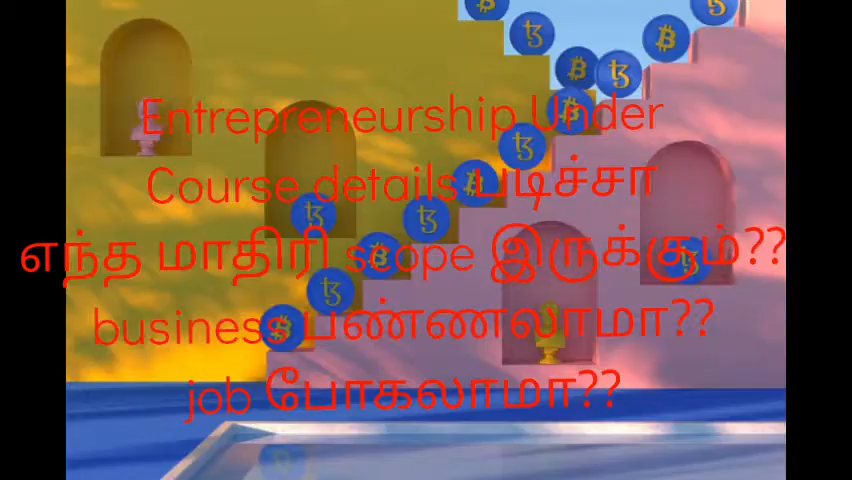 Entrepreneurship Under
Course details படிச்சா
எந்த மாதிரி scope இருக்கும்??
business பண்ணலாமா??
job போகலாமா??